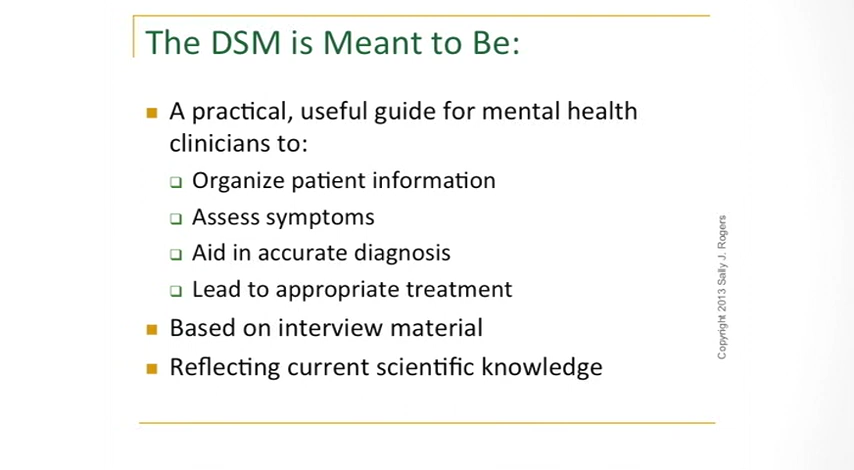 The DSM is Meant to Be:
A practical, useful guide for mental health
clinicians to:
Organize patient information
Assess symptoms
Aid in accurate diagnosis
Lead to appropriate treatment
Based on interview material
Reflecting current scientific knowledge
Copyright 2013 Sally J. Rogers